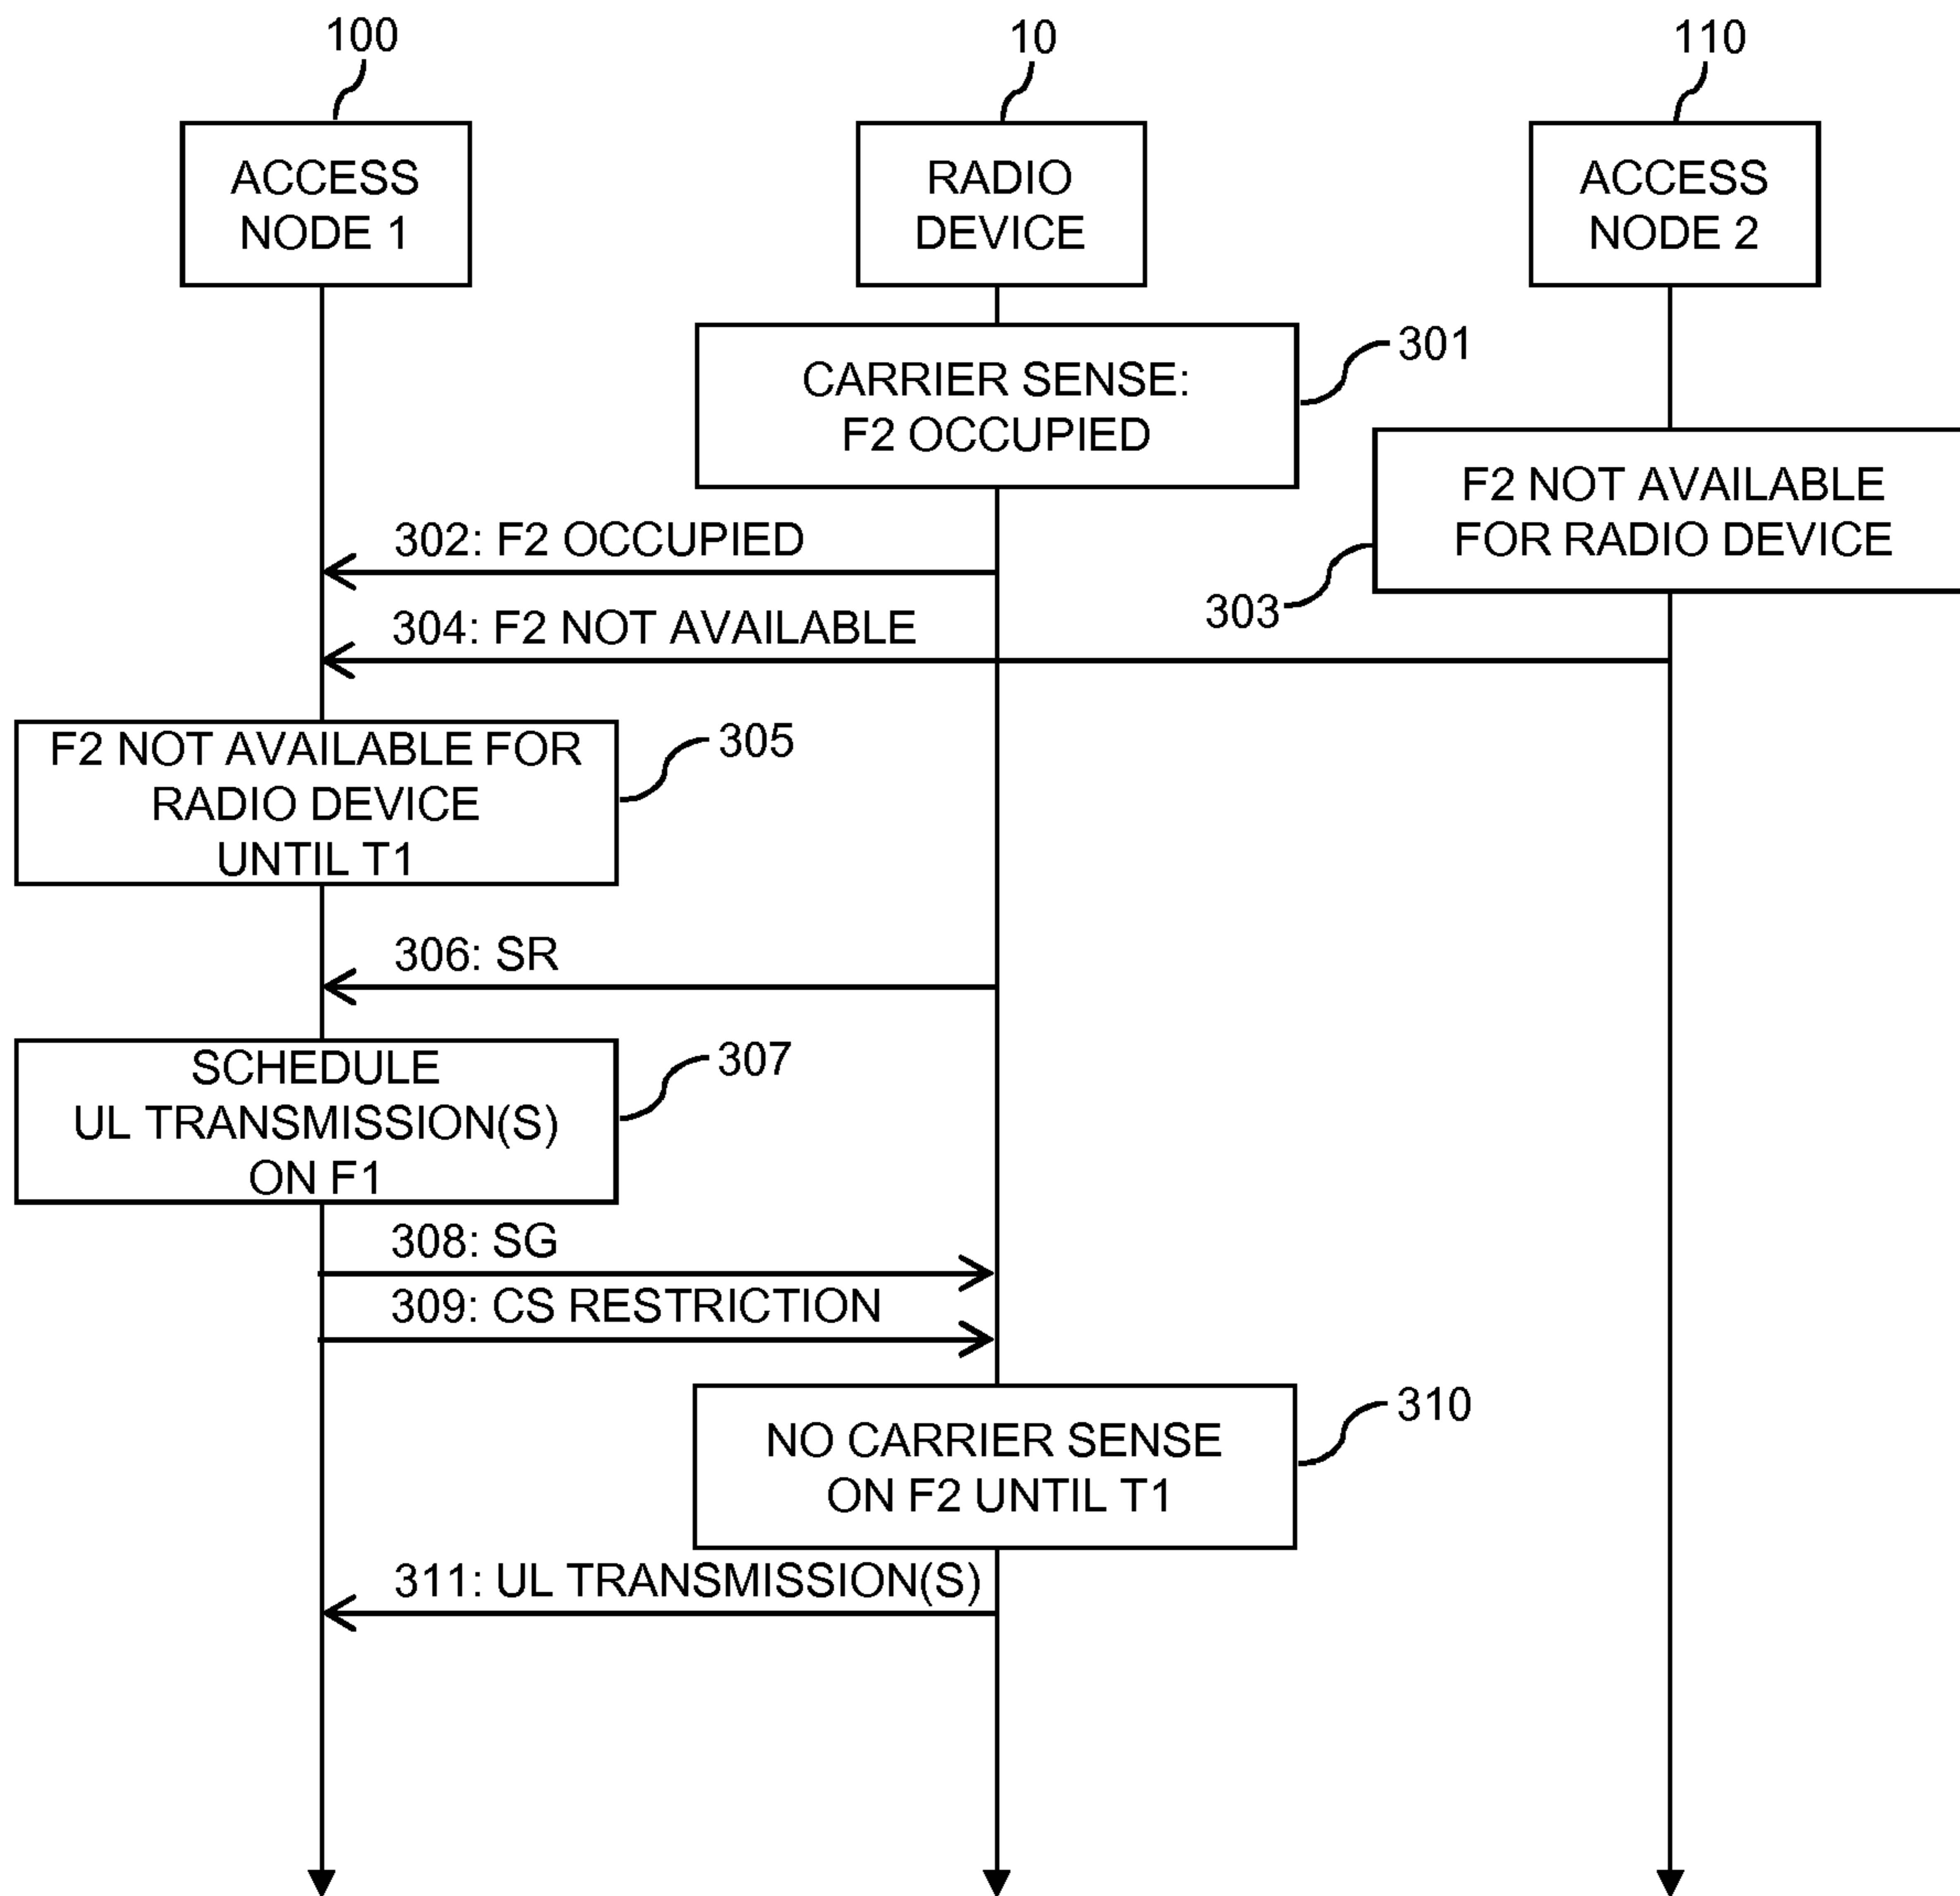 100
10
110
ACCESS
NODE 1
RADIO
DEVICE
ACCESS
NODE 2
301
CARRIER SENSE:
F2 OCCUPIED
F2 NOT AVAILABLE
FOR RADIO DEVICE
302: F2 OCCUPIED
303
304: F2 NOT AVAILABLE
305
F2 NOT AVAILABLE FOR
RADIO DEVICE
UNTIL T1
306: SR
307
SCHEDULE
UL TRANSMISSION(S)
ON F1
308: SG
309: CS RESTRICTION
310
NO CARRIER SENSE
ON F2 UNTIL T1
311: UL TRANSMISSION(S)